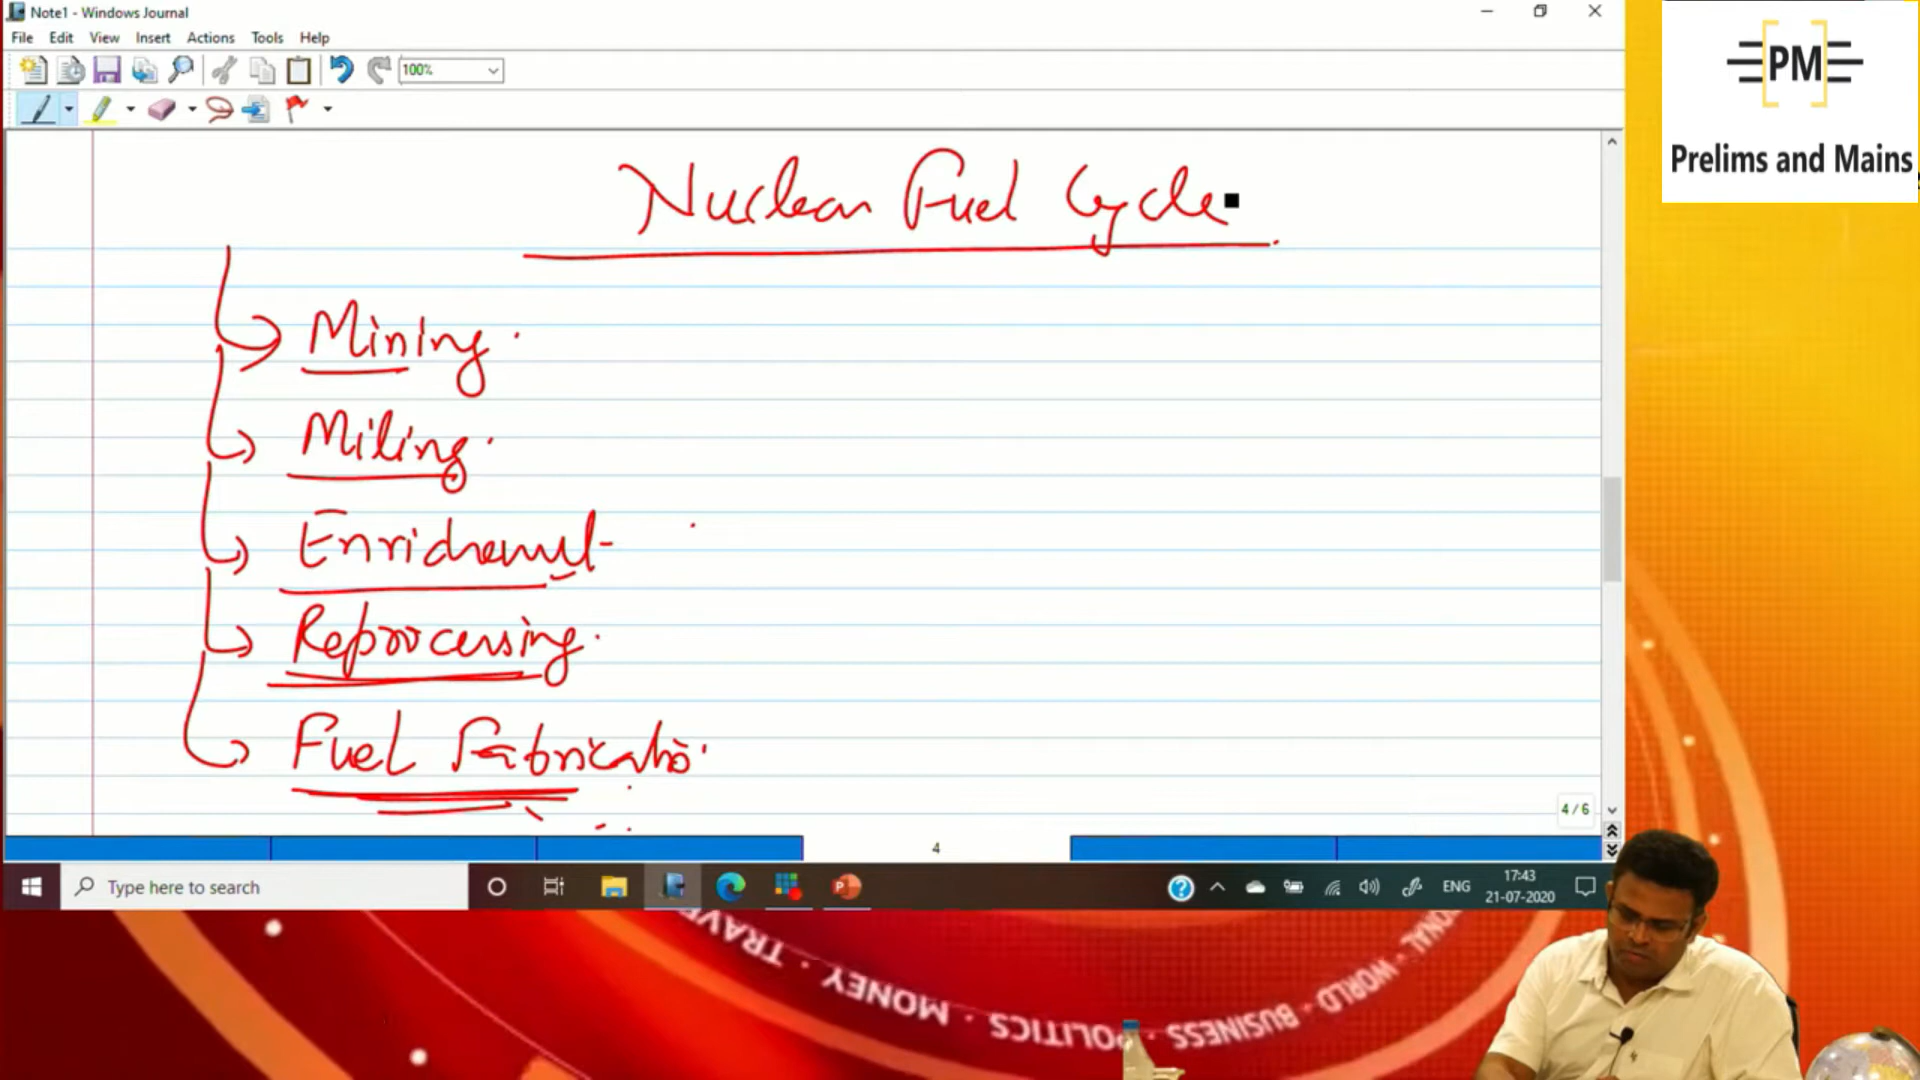 Note1 - Windows Journal
File Edit View Insert Actions Tools Help
100%
PM
Prelims and Mains
Nuclear Fuel Cycle
Mining.
Miling.
Enrichment
Reprocessing.
Fuel Fabrication
4 / 6
4
Type here to search
ENG
17:43
21-07-2020
TRAVE
MONEY
POLITICS
BUSINESS
WORLD